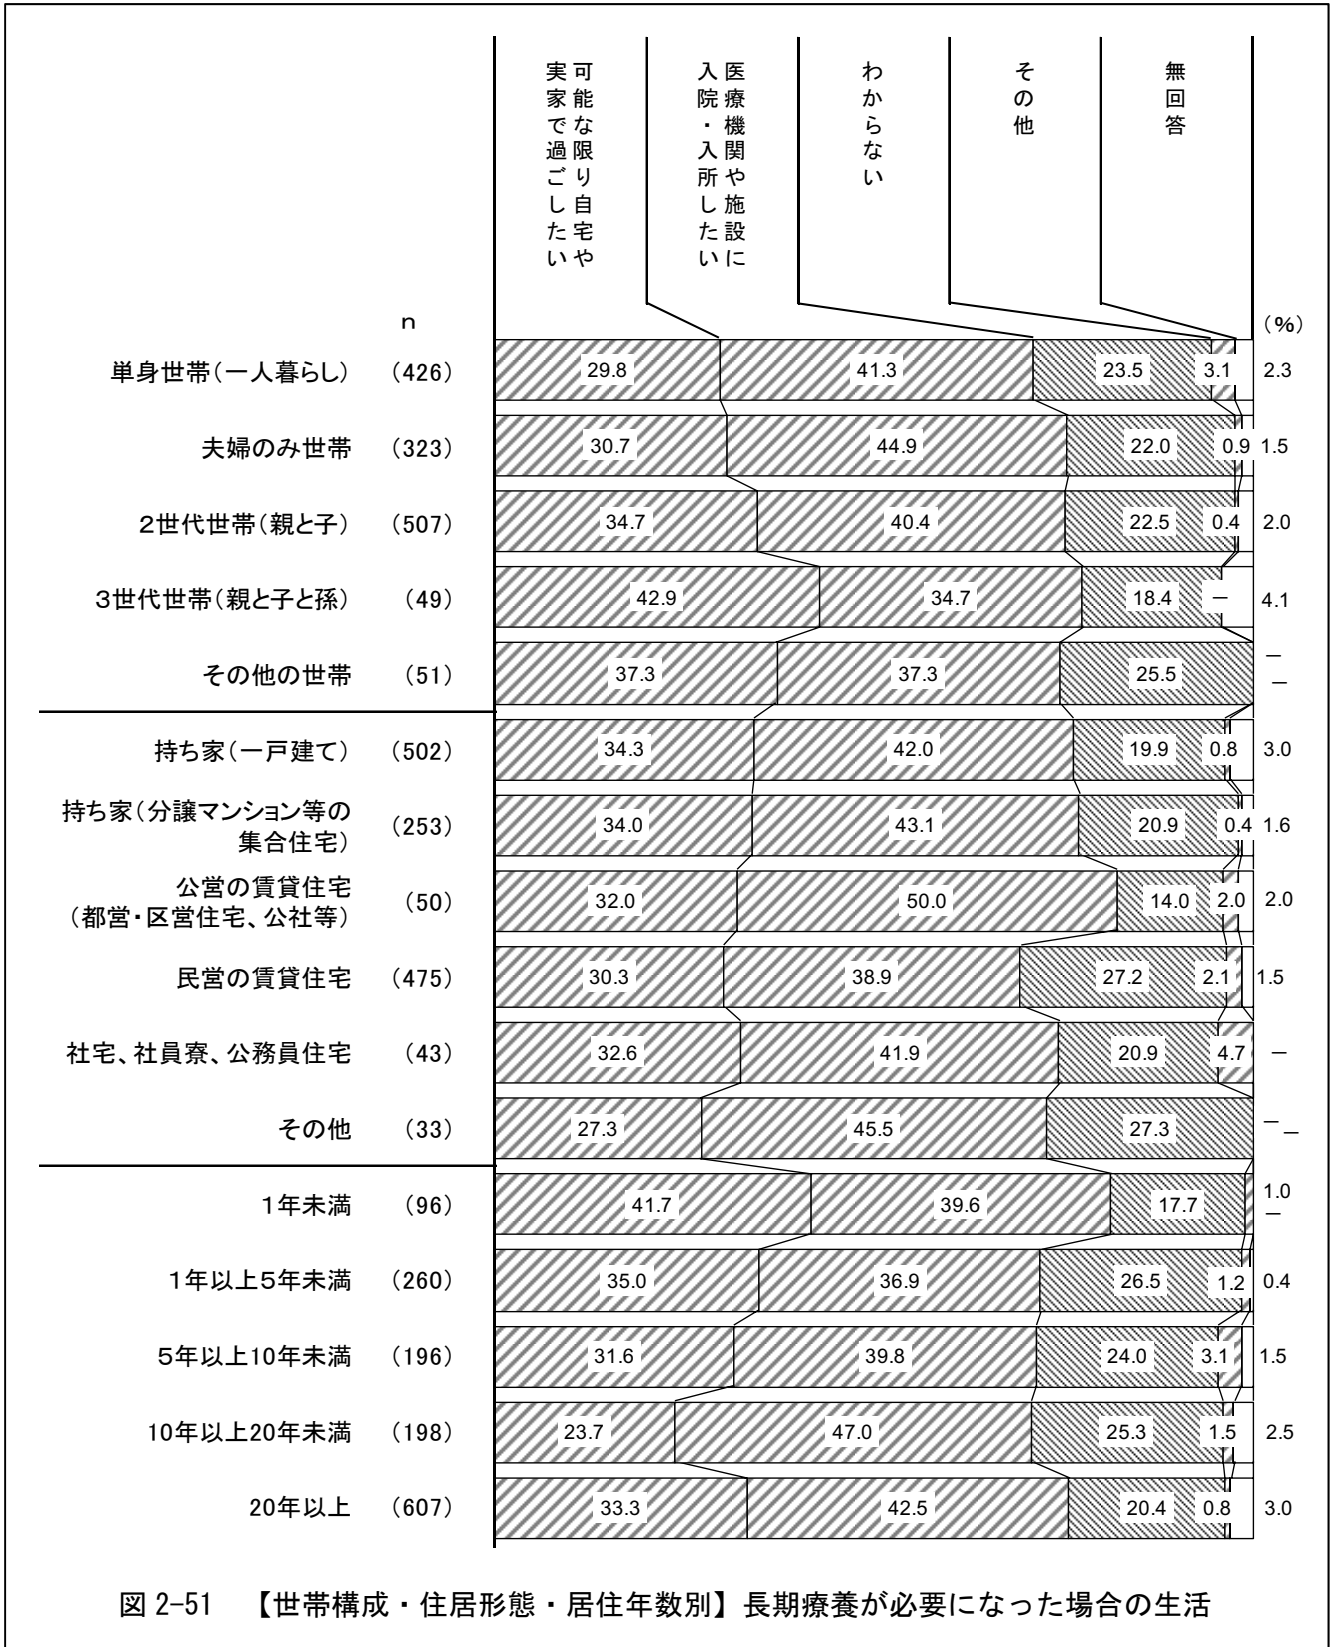 可能な限り自宅や
実家で過ごしたい
医療機関や施設に
入院・入所したい
わからない
その他
無回答
n
(%)
単身世帯(一人暮らし) (426) 29.8 41.3 23.5 3.1 2.3
夫婦のみ世帯 (323) 30.7 44.9 22.0 0.9 1.5
2世代世帯(親と子) (507) 34.7 40.4 22.5 0.4 2.0
3世代世帯(親と子と孫) (49) 42.9 34.7 18.4 － 4.1
その他の世帯 (51) 37.3 37.3 25.5 － －
持ち家(一戸建て) (502) 34.3 42.0 19.9 0.8 3.0
持ち家(分譲マンション等の
集合住宅) (253) 34.0 43.1 20.9 0.4 1.6
公営の賃貸住宅
(都営・区営住宅、公社等) (50) 32.0 50.0 14.0 2.0 2.0
民営の賃貸住宅 (475) 30.3 38.9 27.2 2.1 1.5
社宅、社員寮、公務員住宅 (43) 32.6 41.9 20.9 4.7 －
その他 (33) 27.3 45.5 27.3 － －
1年未満 (96) 41.7 39.6 17.7 1.0 －
1年以上5年未満 (260) 35.0 36.9 26.5 1.2 0.4
5年以上10年未満 (196) 31.6 39.8 24.0 3.1 1.5
10年以上20年未満 (198) 23.7 47.0 25.3 1.5 2.5
20年以上 (607) 33.3 42.5 20.4 0.8 3.0
図 2-51 【世帯構成・住居形態・居住年数別】長期療養が必要になった場合の生活